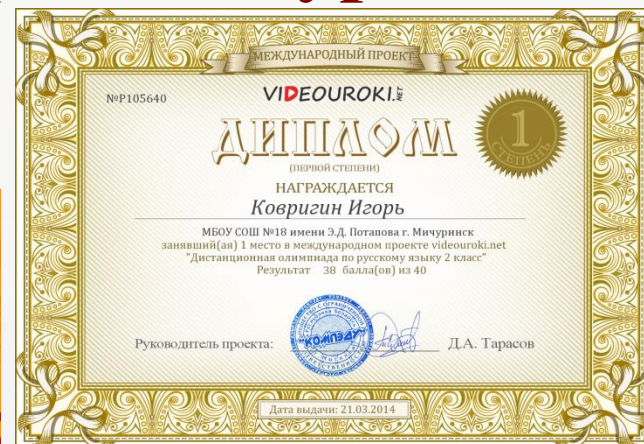 МЕЖДУНАРОДНЫЙ ПРОЕКТ
№Р105640
VIDEOUROKI.NET
ДИПЛОМ
1
СТЕПЕНЬ
(ПЕРВОЙ СТЕПЕНИ)
НАГРАЖДАЕТСЯ
Ковригин Игорь
МБОУ СОШ №18 имени Э.Д. Потапова г. Мичуринск
занявший(ая) 1 место в международном проекте videouroki.net
"Дистанционная олимпиада по русскому языку 2 класс"
Результат 38 балла(ов) из 40
Руководитель проекта:
"КОМПЭДУ"
Д.А. Тарасов
Дата выдачи: 21.03.2014